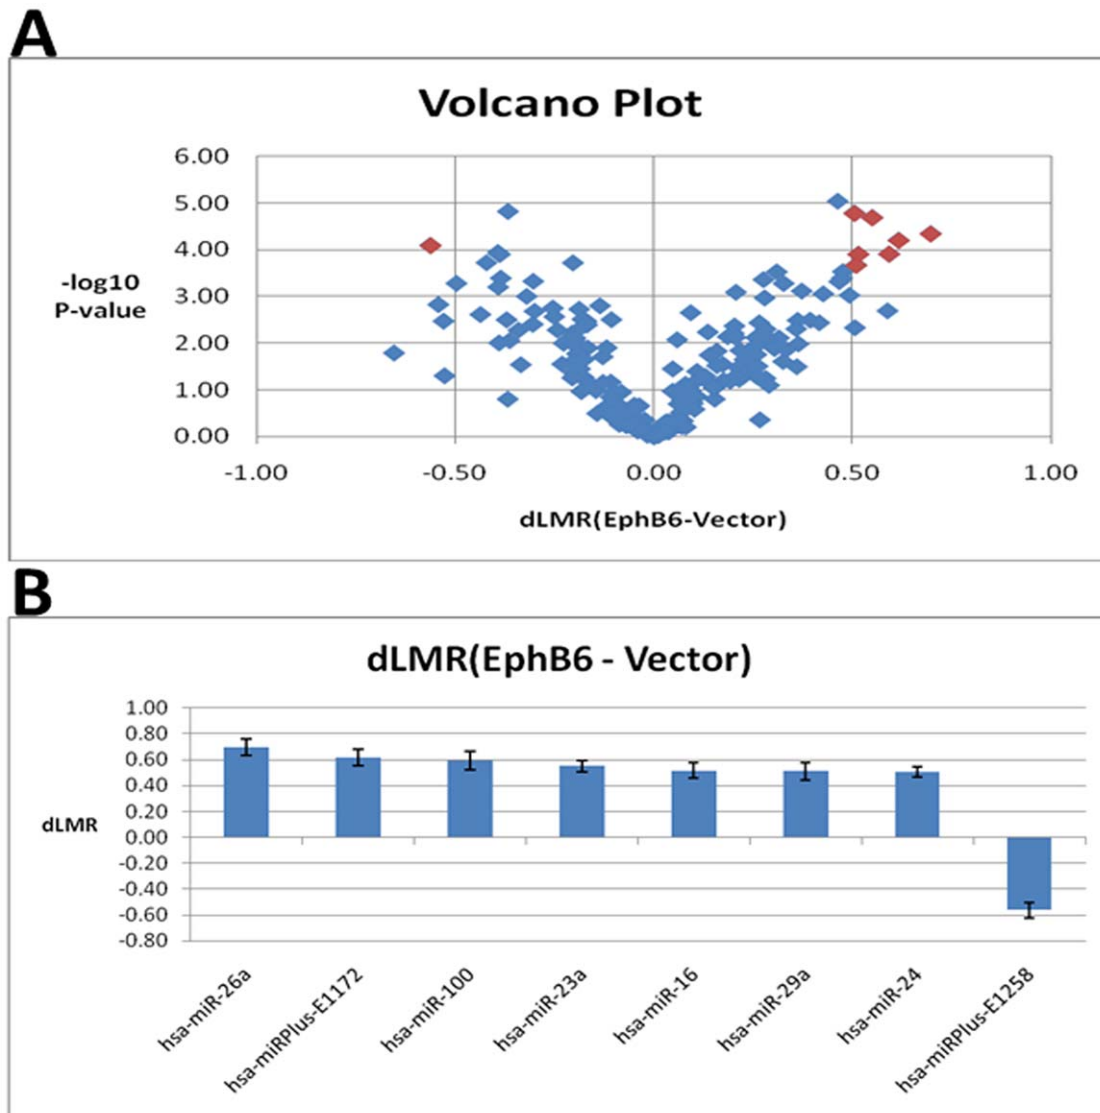 A
Volcano Plot
6.00
5.00
4.00
3.00
2.00
1.00
0.00
-log10
P-value
-1.00 -0.50 0.00 0.50 1.00
dLMR(EphB6-Vector)
B
dLMR(EphB6 - Vector)
1.00
0.80
0.60
0.40
0.20
0.00
-0.20
-0.40
-0.60
-0.80
dLMR
hsa-miR-26a
hsa-miRPlus-E1172
hsa-miR-100
hsa-miR-23a
hsa-miR-16
hsa-miR-29a
hsa-miR-24
hsa-miRPlus-E1258